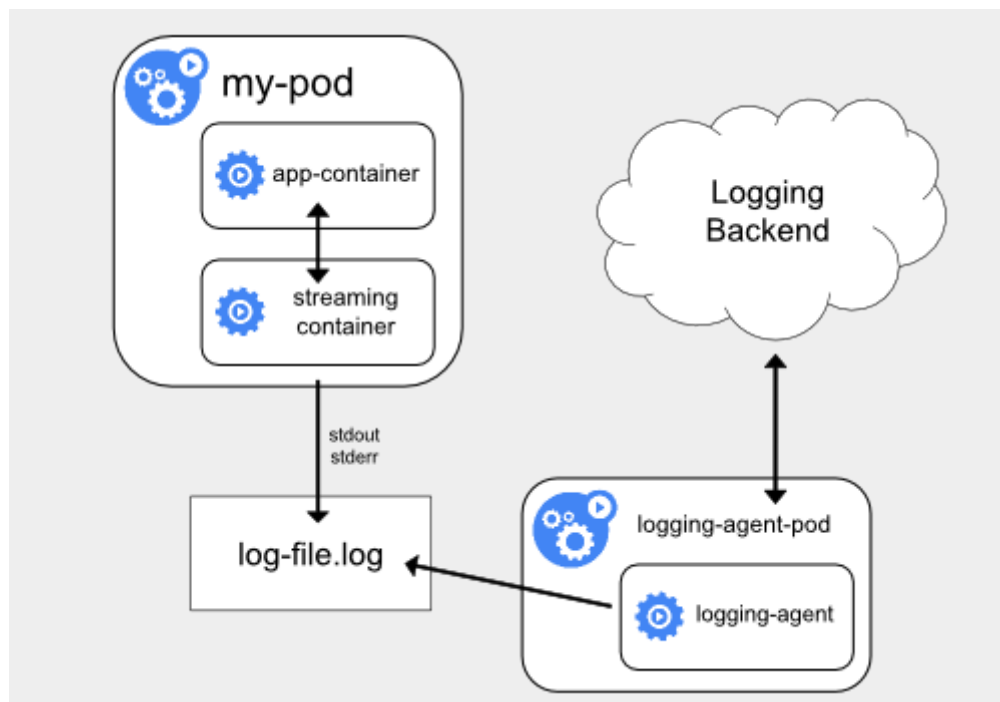 my-pod
app-container
streaming
container
stdout
stderr
log-file.log
Logging
Backend
logging-agent-pod
logging-agent